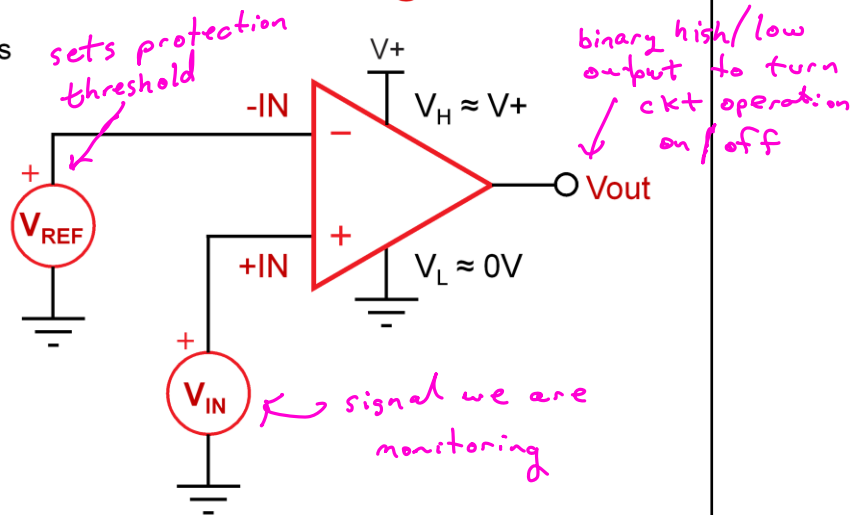 s
sets protection
threshold
binary high/low
output to turn
ckt operation
on/off
V+
-IN
VH ≈ V+
−
+
VREF
Vout
+
+IN
VL ≈ 0V
+
VIN
signal we are
monitoring